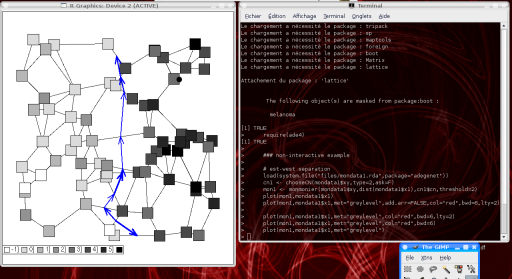 R Graphics: Device 2 (ACTIVE)
Terminal
Fichier Édition Affichage Terminal Onglets Aide
Le chargement a nécessité le package : tripack
Le chargement a nécessité le package : sp
Le chargement a nécessité le package : maptools
Le chargement a nécessité le package : foreign
Le chargement a nécessité le package : boot
Le chargement a nécessité le package : Matrix
Le chargement a nécessité le package : lattice
Attachement du package : 'lattice'
The following object(s) are masked from package:boot :
melanoma
[1] TRUE
> require(ade4)
[1] TRUE
>
> ### non-interactive example
>
> # est-west separation
> load(system.file("files/mondata1.rda",package="adegenet"))
> cn1 <- chooseCN(mondata1$xy,type=2,ask=F)
> mon1 <- monmonier(mondata1$xy,dist(mondata1$x1),cn1$cn,threshold=2)
> plot(mon1,mondata1$x1)
> plot(mon1,mondata1$x1,met="greylevel",add.arr=FALSE,col="red",bwd=6,lty=2)
>
> plot(mon1,mondata1$x1,met="greylevel",col="red",bwd=6,lty=2)
> plot(mon1,mondata1$x1,met="greylevel",col="red",bwd=6)
> plot(mon1,mondata1$x1,met="greylevel")
>
The GIMP
File Xtns Help